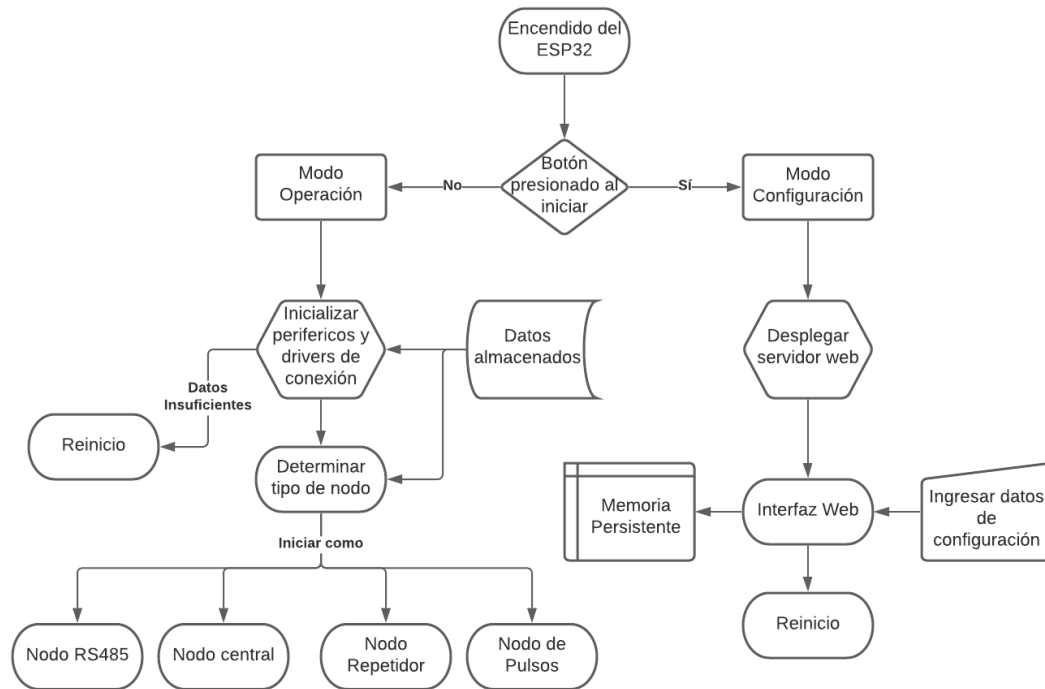 Encendido del
ESP32
Botón
presionado al
iniciar
No
Sí
Modo
Operación
Modo
Configuración
Inicializar
perifericos y
drivers de
conexión
Datos
almacenados
Desplegar
servidor web
Datos
Insuficientes
Reinicio
Determinar
tipo de nodo
Memoria
Persistente
Interfaz Web
Ingresar datos
de
configuración
Iniciar como
Reinicio
Nodo RS485
Nodo central
Nodo
Repetidor
Nodo de
Pulsos